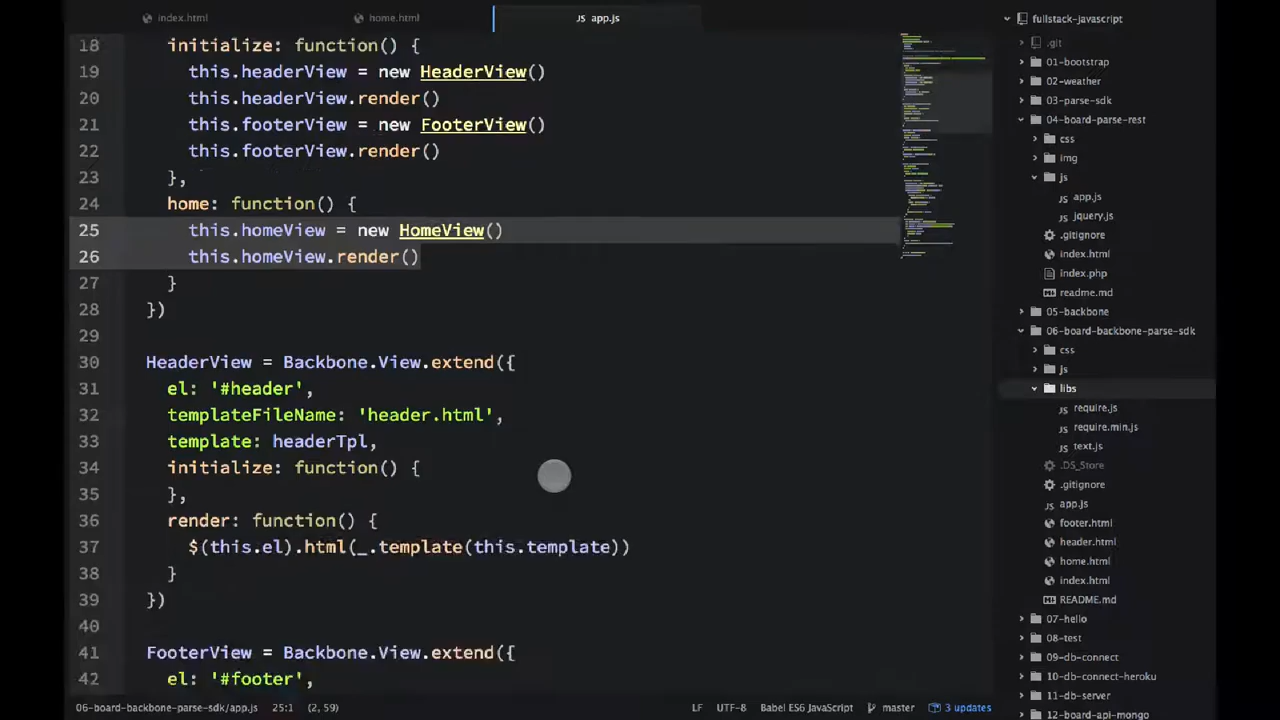 index.html
home.html
JS app.js
18 initialize: function() {
19 this.headerView = new HeaderView()
20 this.headerView.render()
21 this.footerView = new FooterView()
22 this.footerView.render()
23 },
24 home: function() {
25 this.homeView = new HomeView()
26 this.homeView.render()
27 }
28 })
29
30 HeaderView = Backbone.View.extend({
31 el: '#header',
32 templateFileName: 'header.html',
33 template: headerTpl,
34 initialize: function() {
35 },
36 render: function() {
37 $(this.el).html(_.template(this.template))
38 }
39 })
40
41 FooterView = Backbone.View.extend({
42 el: '#footer',
fullstack-javascript
.git
01-bootstrap
02-weather
03-parse-sdk
04-board-parse-rest
css
img
js
JS app.js
JS jquery.js
.gitignore
index.html
index.php
readme.md
05-backbone
06-board-backbone-parse-sdk
css
js
libs
JS require.js
JS require.min.js
JS text.js
.DS_Store
.gitignore
JS app.js
footer.html
header.html
home.html
index.html
README.md
07-hello
08-test
09-db-connect
10-db-connect-heroku
11-db-server
12-board-api-mongo
06-board-backbone-parse-sdk/app.js 25:1 (2, 59)
LF UTF-8 Babel ES6 JavaScript master 3 updates